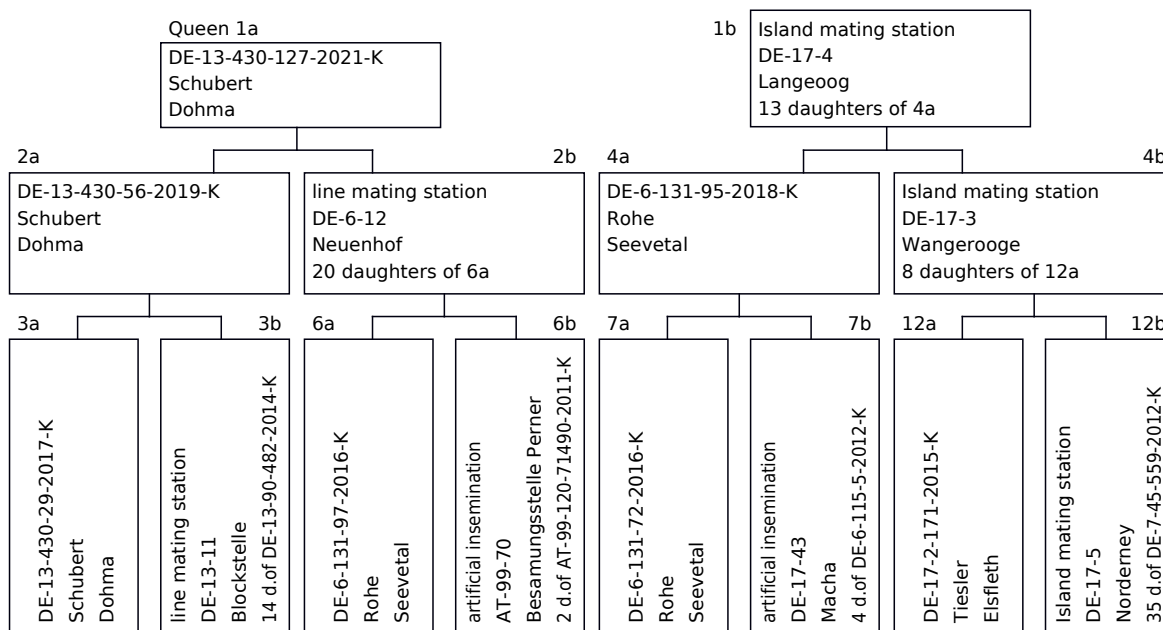 Queen 1a
DE-13-430-127-2021-K
Schubert
Dohma
1b
Island mating station
DE-17-4
Langeoog
13 daughters of 4a
2a
DE-13-430-56-2019-K
Schubert
Dohma
2b
line mating station
DE-6-12
Neuenhof
20 daughters of 6a
4a
DE-6-131-95-2018-K
Rohe
Seevetal
4b
Island mating station
DE-17-3
Wangerooge
8 daughters of 12a
3a
DE-13-430-29-2017-K
Schubert
Dohma
3b
line mating station
DE-13-11
Blockstelle
14 d.of DE-13-90-482-2014-K
6a
DE-6-131-97-2016-K
Rohe
Seevetal
6b
artificial insemination
AT-99-70
Besamungsstelle Perner
2 d.of AT-99-120-71490-2011-K
7a
DE-6-131-72-2016-K
Rohe
Seevetal
7b
artificial insemination
DE-17-43
Macha
4 d.of DE-6-115-5-2012-K
12a
DE-17-2-171-2015-K
Tiesler
Elsfleth
12b
Island mating station
DE-17-5
Norderney
35 d.of DE-7-45-559-2012-K